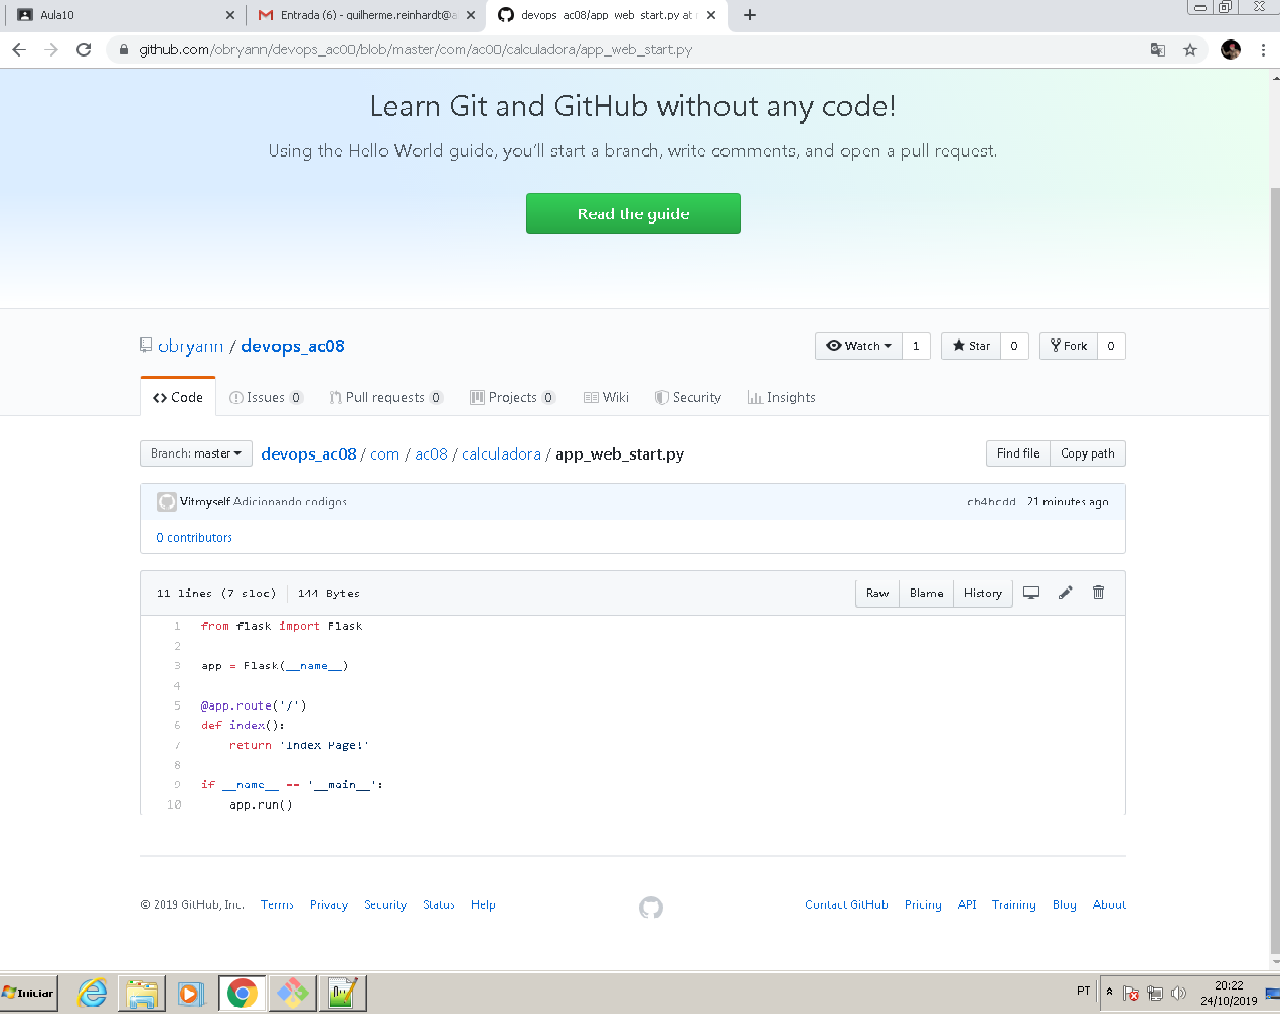 Aula10
Entrada (6) - guilherme.reinhardt@a
devops_ac08/app_web_start.py at
github.com/obryann/devops_ac08/blob/master/com/ac08/calculadora/app_web_start.py
Learn Git and GitHub without any code!
Using the Hello World guide, you'll start a branch, write comments, and open a pull request.
Read the guide
obryann / devops_ac08
Watch 1 Star 0 Fork 0
Code Issues 0 Pull requests 0 Projects 0 Wiki Security Insights
Branch: master devops_ac08 / com / ac08 / calculadora / app_web_start.py Find file Copy path
Vitmyself Adicionando codigos 21 minutes ago
0 contributors
11 lines (7 sloc) 144 Bytes Raw Blame History
1 from flask import Flask
2
3 app = Flask(__name__)
4
5 @app.route('/')
6 def index():
7 return 'Index Page!'
8
9 if __name__ == '__main__':
10 app.run()
© 2019 GitHub, Inc. Terms Privacy Security Status Help Contact GitHub Pricing API Training Blog About
Iniciar PT 20:22
24/10/2019